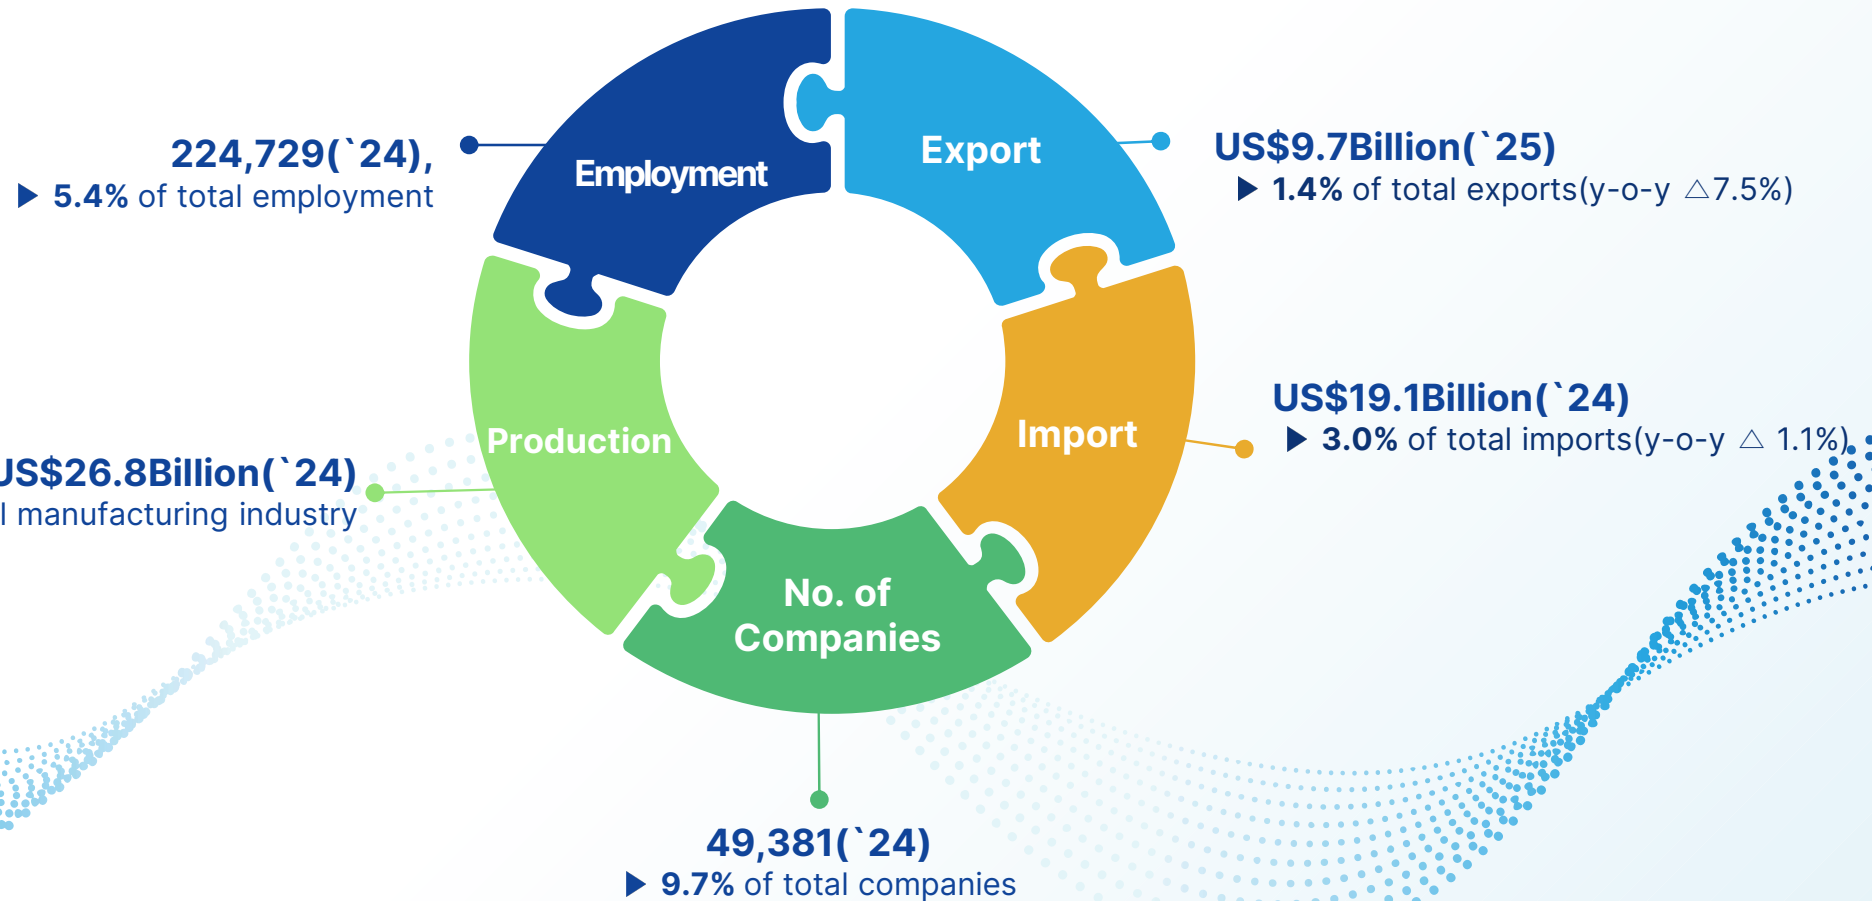 Employment
Export
224,729(`24),
▶ 5.4% of total employment
US$9.7Billion(`25)
▶ 1.4% of total exports(y-o-y △7.5%)
Production
Import
US$26.8Billion(`24)
manufacturing industry
US$19.1Billion(`24)
▶ 3.0% of total imports(y-o-y △ 1.1%)
No. of
Companies
49,381(`24)
▶ 9.7% of total companies